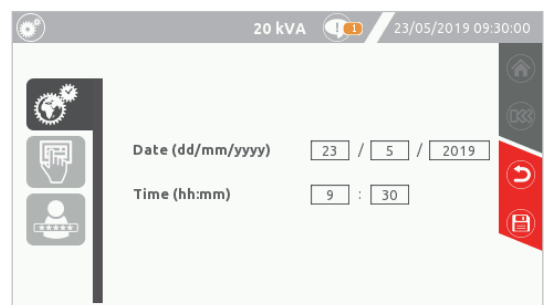 20 kVA ! 1 23/05/2019 09:30:00
Date (dd/mm/yyyy) 23 / 5 / 2019
Time (hh:mm) 9 : 30
*****